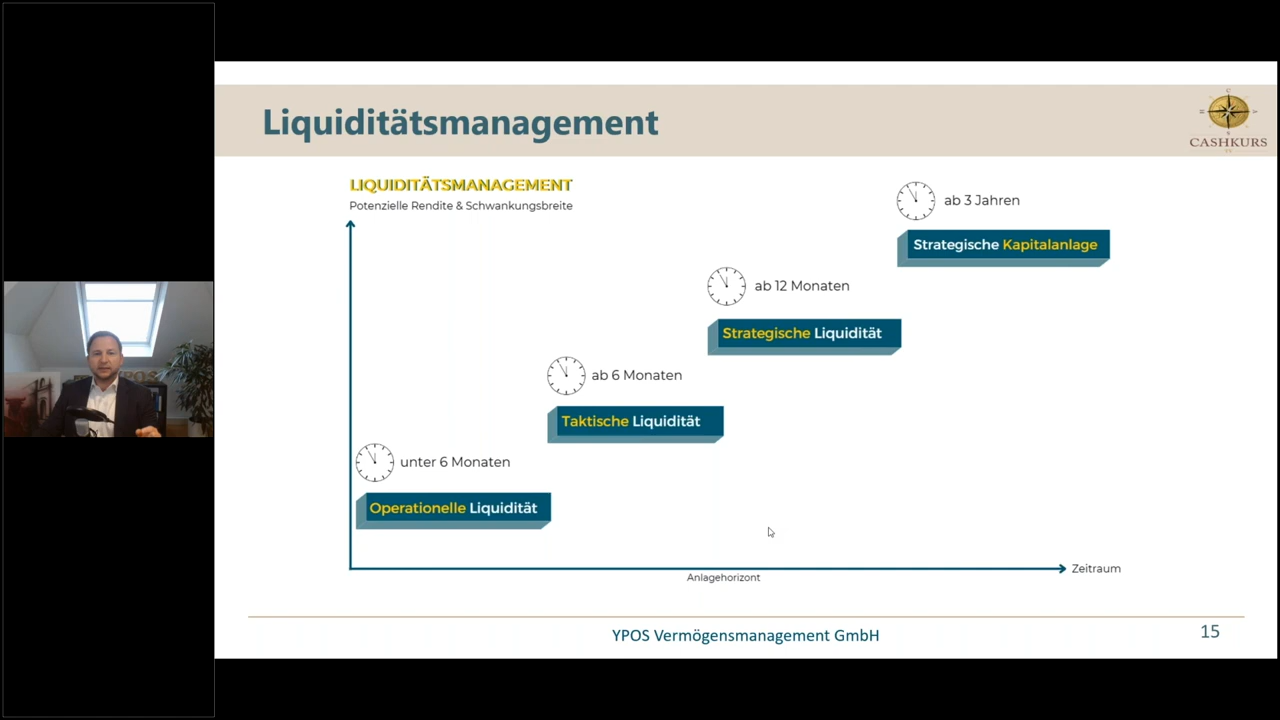 Liquiditätsmanagement
CASHKURS
LIQUIDITÄTSMANAGEMENT
Potenzielle Rendite & Schwankungsbreite
ab 3 Jahren
Strategische Kapitalanlage
ab 12 Monaten
Strategische Liquidität
ab 6 Monaten
Taktische Liquidität
unter 6 Monaten
Operationelle Liquidität
Zeitraum
Anlagehorizont
YPOS Vermögensmanagement GmbH
15